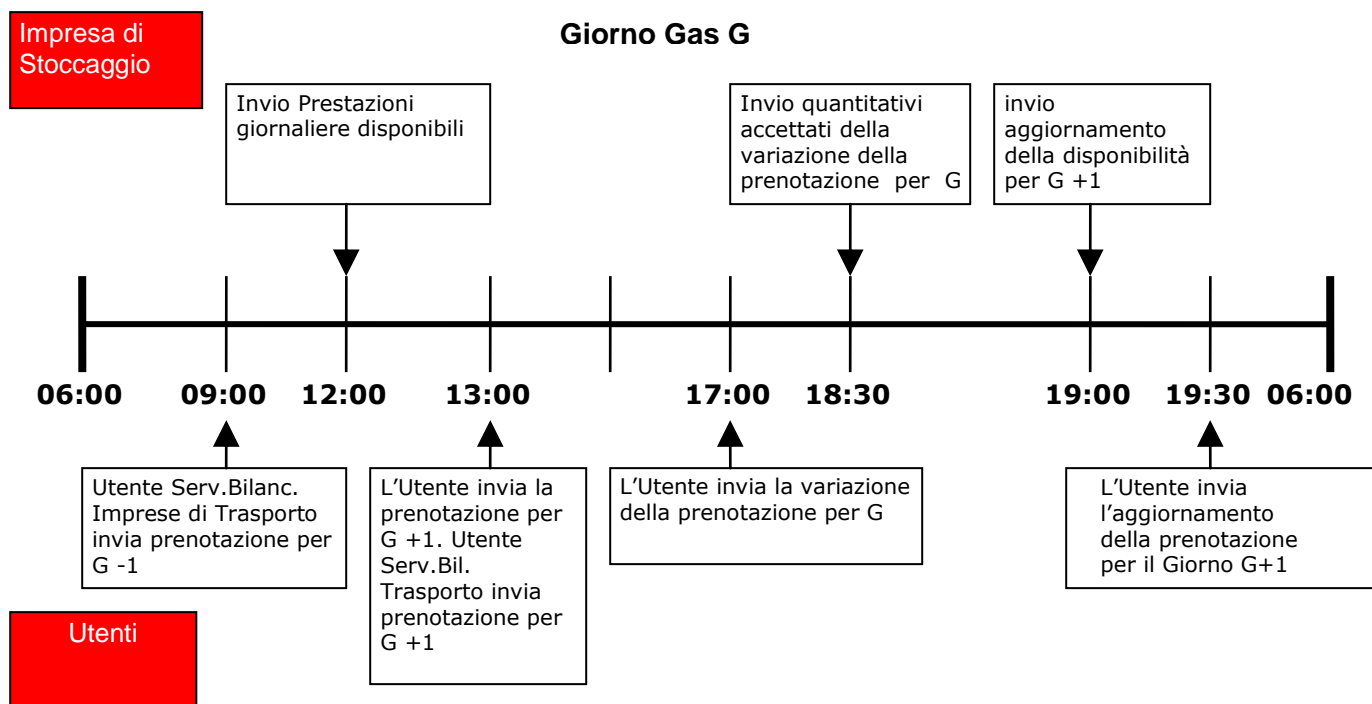 Impresa di
Stoccaggio
Giorno Gas G
Invio Prestazioni
giornaliere disponibili
Invio quantitativi
accettati della
variazione della
prenotazione per G
invio
aggiornamento
della disponibilità
per G +1
06:00 09:00 12:00 13:00 17:00 18:30 19:00 19:30 06:00
Utente Serv.Bilanc.
Imprese di Trasporto
invia prenotazione per
G -1
L'Utente invia la
prenotazione per
G +1. Utente
Serv.Bil.
Trasporto invia
prenotazione per
G +1
L'Utente invia la variazione
della prenotazione per G
L'Utente invia
l'aggiornamento
della prenotazione
per il Giorno G+1
Utenti